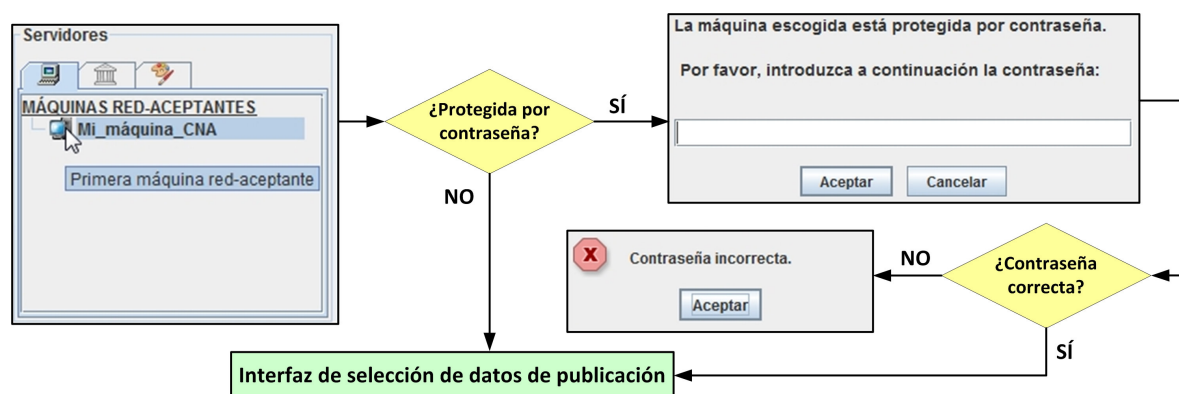 Servidores
MÁQUINAS RED-ACEPTANTES
Mi_máquina_CNA
Primera máquina red-aceptante
¿Protegida por
contraseña?
SÍ
NO
La máquina escogida está protegida por contraseña.
Por favor, introduzca a continuación la contraseña:
Aceptar
Cancelar
¿Contraseña
correcta?
NO
SÍ
Contraseña incorrecta.
Aceptar
Interfaz de selección de datos de publicación